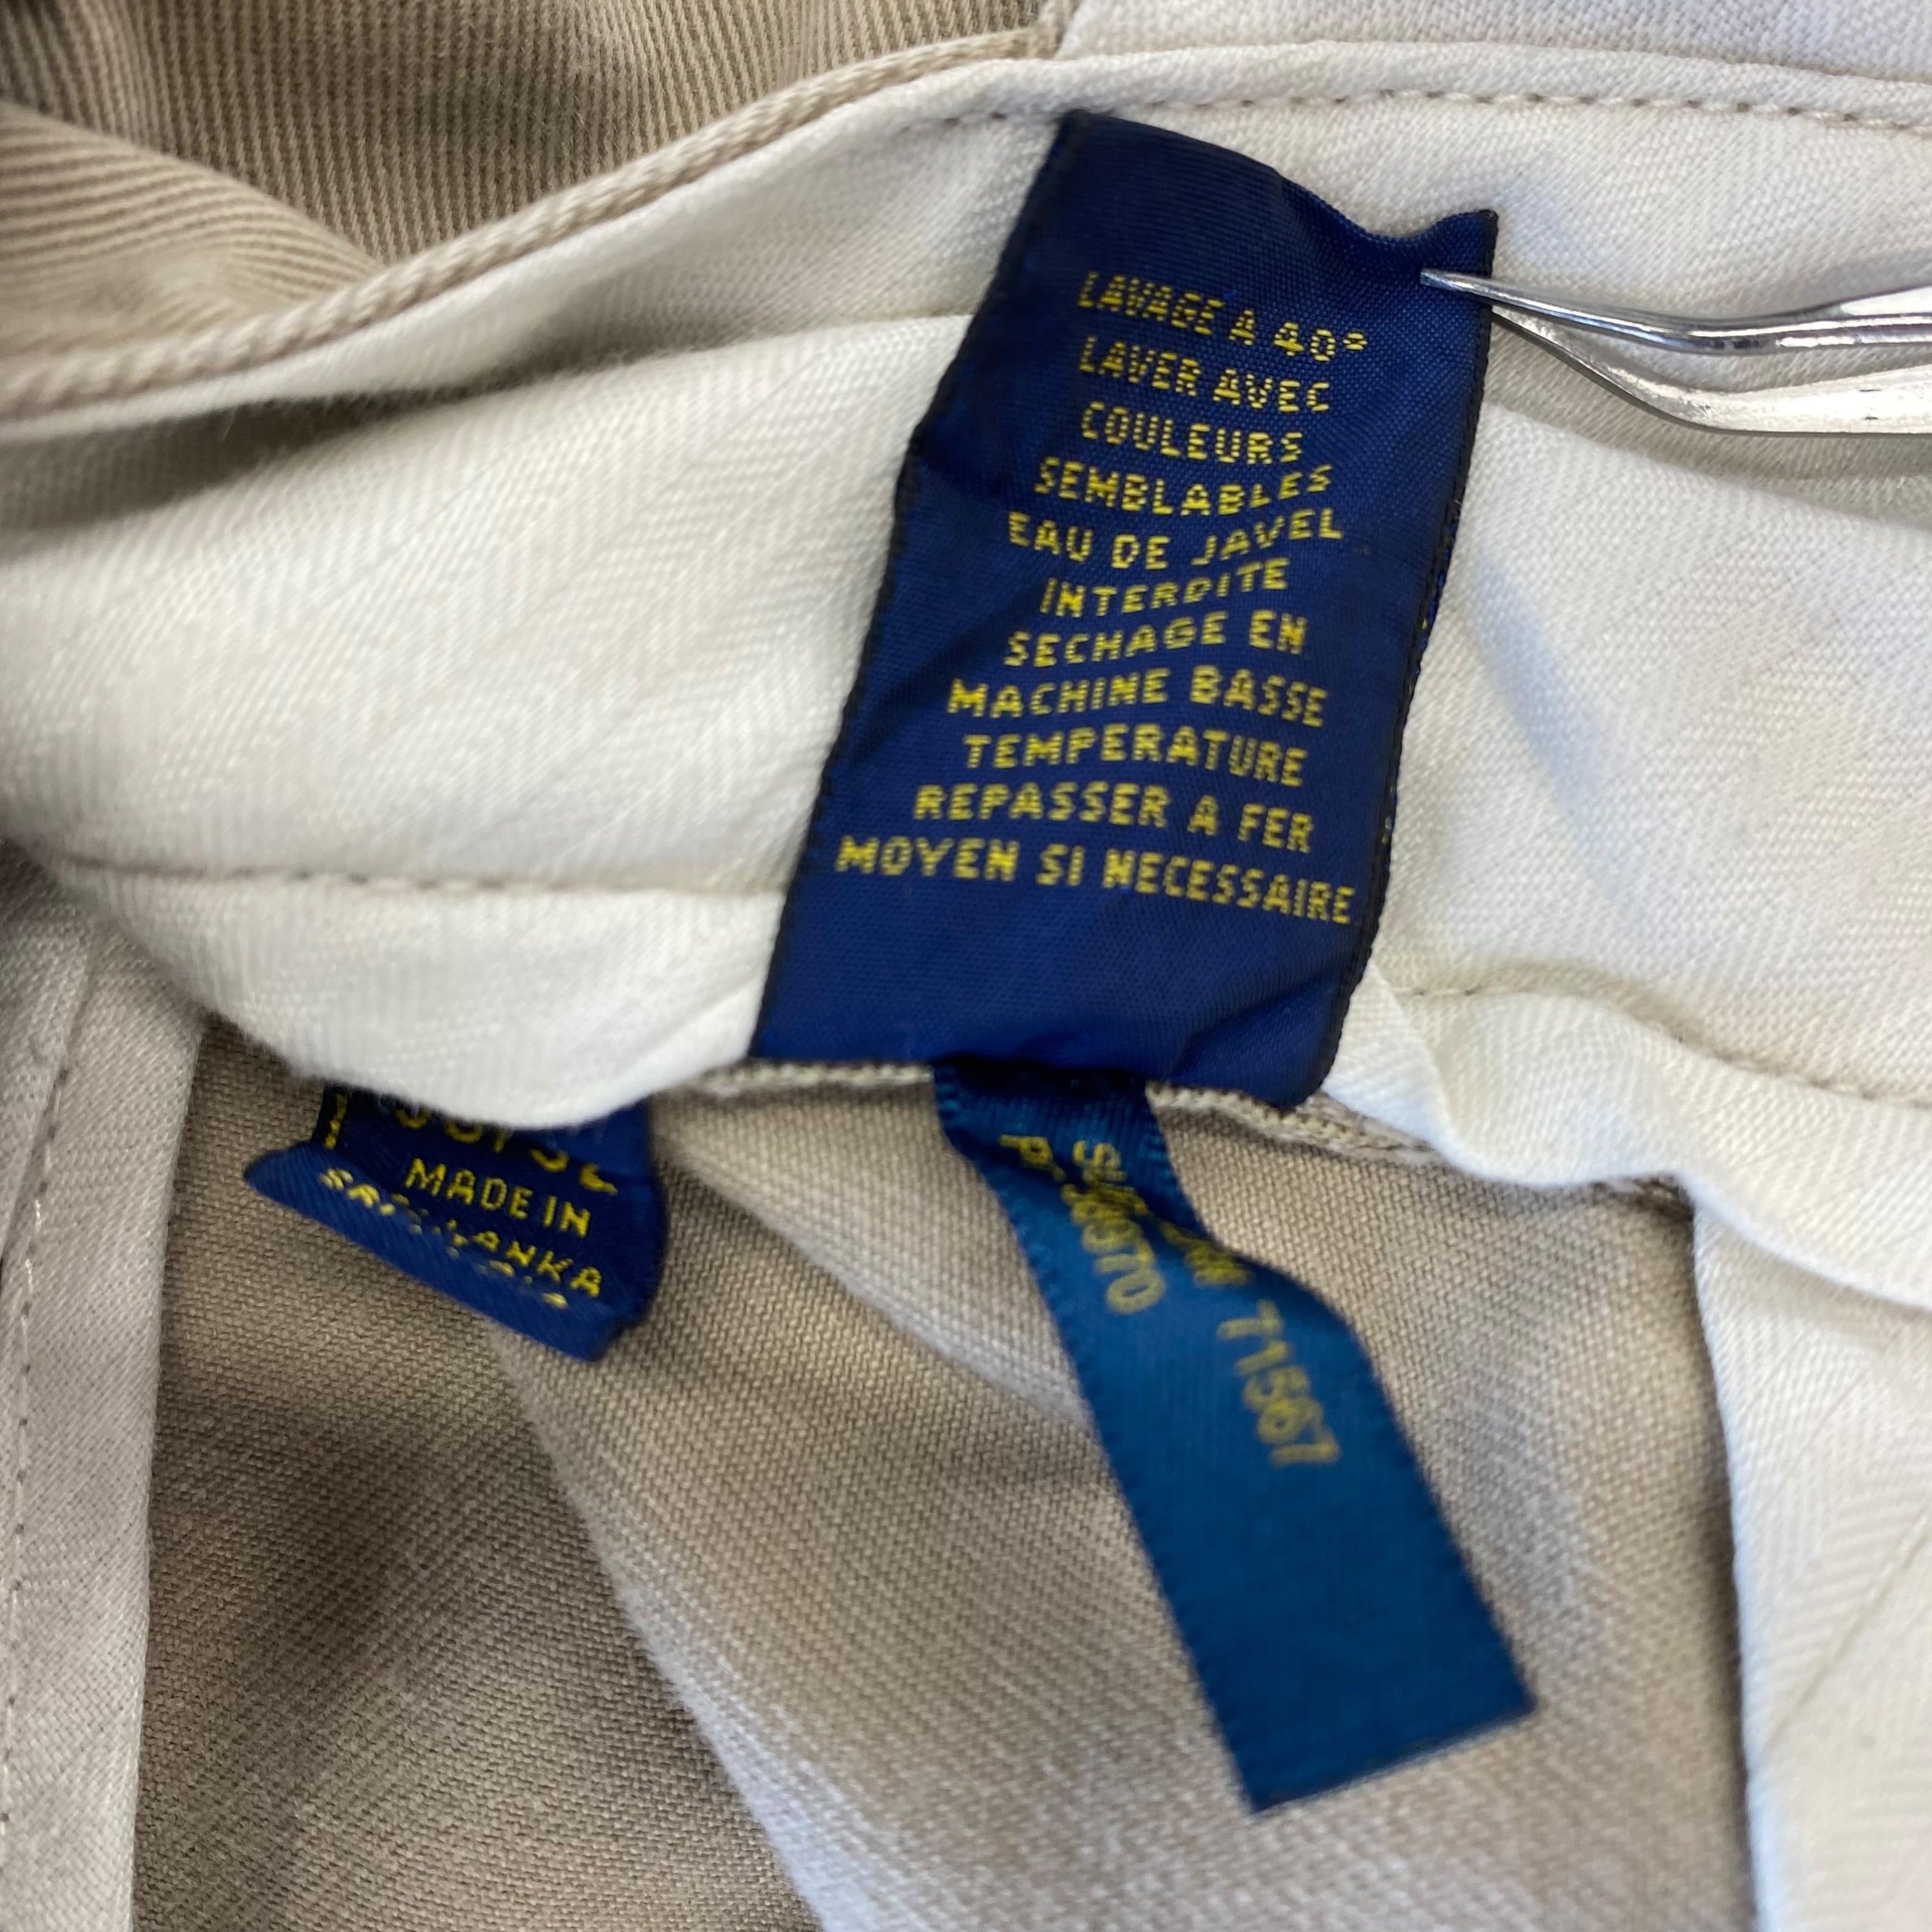 LAVAGE A 40°
LAVER AVEC
COULEURS
SEMBLABLES
EAU DE JAVEL
INTERDITE
SECHAGE EN
MACHINE BASSE
TEMPERATURE
REPASSER A FER
MOYEN SI NECESSAIRE
MADE IN
71567